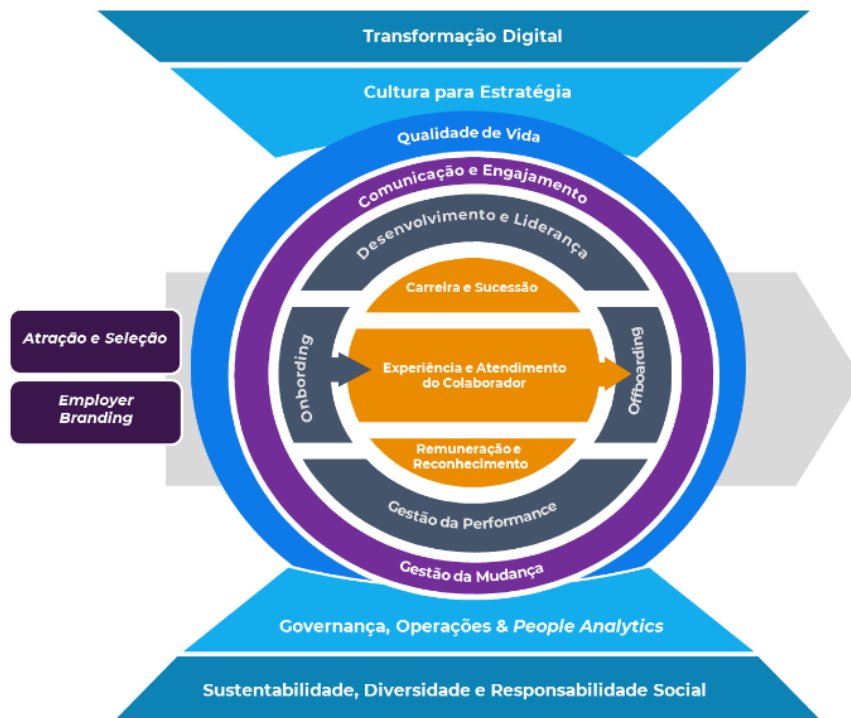 Transformação Digital
Cultura para Estratégia
Qualidade de Vida
Comunicação e Engajamento
Desenvolvimento e Liderança
Carreira e Sucessão
Atração e Seleção
Employer
Branding
Onbording
Experiência e Atendimento
do Colaborador
Offboarding
Remuneração e
Reconhecimento
Gestão da Performance
Gestão da Mudança
Governança, Operações & People Analytics
Sustentabilidade, Diversidade e Responsabilidade Social